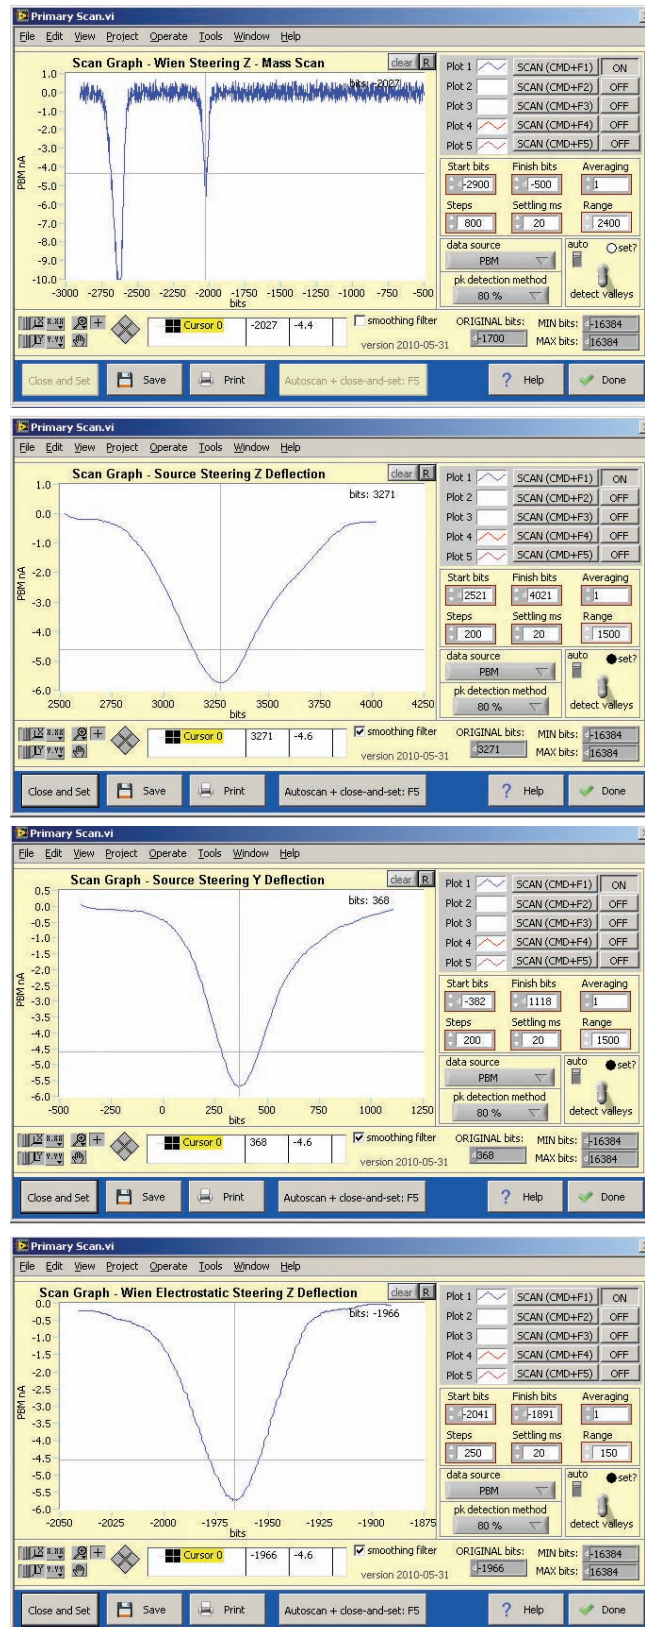 Primary Scan.vi
File Edit View Project Operate Tools Window Help
Scan Graph - Wien Steering Z - Mass Scan
clear R
bits: -2027
PBM nA
1.0
0.0
-1.0
-2.0
-3.0
-4.0
-5.0
-6.0
-7.0
-8.0
-9.0
-10.0
-3000 -2750 -2500 -2250 -2000 -1750 -1500 -1250 -1000 -750 -500
bits
Plot 1 SCAN (CMD+F1) ON
Plot 2 SCAN (CMD+F2) OFF
Plot 3 SCAN (CMD+F3) OFF
Plot 4 SCAN (CMD+F4) OFF
Plot 5 SCAN (CMD+F5) OFF
Start bits Finish bits Averaging
-2900 -500 1
Steps Settling ms Range
800 20 2400
data source auto set?
PBM
pk detection method
80 % detect valleys
Cursor 0 -2027 -4.4
smoothing filter
version 2010-05-31
ORIGINAL bits: MIN bits: -16384
-1700 MAX bits: 16384
Close and Set Save Print Autoscan + close-and-set: F5 ? Help Done
Primary Scan.vi
File Edit View Project Operate Tools Window Help
Scan Graph - Source Steering Z Deflection
clear R
bits: 3271
PBM nA
1.0
0.0
-1.0
-2.0
-3.0
-4.0
-5.0
-6.0
2500 2750 3000 3250 3500 3750 4000 4250
bits
Plot 1 SCAN (CMD+F1) ON
Plot 2 SCAN (CMD+F2) OFF
Plot 3 SCAN (CMD+F3) OFF
Plot 4 SCAN (CMD+F4) OFF
Plot 5 SCAN (CMD+F5) OFF
Start bits Finish bits Averaging
2521 4021 1
Steps Settling ms Range
200 20 1500
data source auto set?
PBM
pk detection method
80 % detect valleys
Cursor 0 3271 -4.6
smoothing filter
version 2010-05-31
ORIGINAL bits: MIN bits: -16384
3271 MAX bits: 16384
Close and Set Save Print Autoscan + close-and-set: F5 ? Help Done
Primary Scan.vi
File Edit View Project Operate Tools Window Help
Scan Graph - Source Steering Y Deflection
clear R
bits: 368
PBM nA
0.5
0.0
-0.5
-1.0
-1.5
-2.0
-2.5
-3.0
-3.5
-4.0
-4.5
-5.0
-5.5
-6.0
-500 -250 0 250 500 750 1000 1250
bits
Plot 1 SCAN (CMD+F1) ON
Plot 2 SCAN (CMD+F2) OFF
Plot 3 SCAN (CMD+F3) OFF
Plot 4 SCAN (CMD+F4) OFF
Plot 5 SCAN (CMD+F5) OFF
Start bits Finish bits Averaging
-382 1118 1
Steps Settling ms Range
200 20 1500
data source auto set?
PBM
pk detection method
80 % detect valleys
Cursor 0 368 -4.6
smoothing filter
version 2010-05-31
ORIGINAL bits: MIN bits: -16384
368 MAX bits: 16384
Close and Set Save Print Autoscan + close-and-set: F5 ? Help Done
Primary Scan.vi
File Edit View Project Operate Tools Window Help
Scan Graph - Wien Electrostatic Steering Z Deflection
clear R
bits: -1966
PBM nA
0.0
-0.5
-1.0
-1.5
-2.0
-2.5
-3.0
-3.5
-4.0
-4.5
-5.0
-5.5
-6.0
-2050 -2025 -2000 -1975 -1950 -1925 -1900 -1875
bits
Plot 1 SCAN (CMD+F1) ON
Plot 2 SCAN (CMD+F2) OFF
Plot 3 SCAN (CMD+F3) OFF
Plot 4 SCAN (CMD+F4) OFF
Plot 5 SCAN (CMD+F5) OFF
Start bits Finish bits Averaging
-2041 -1891 1
Steps Settling ms Range
250 20 150
data source auto set?
PBM
pk detection method
80 % detect valleys
Cursor 0 -1966 -4.6
smoothing filter
version 2010-05-31
ORIGINAL bits: MIN bits: -16384
-1966 MAX bits: 16384
Close and Set Save Print Autoscan + close-and-set: F5 ? Help Done